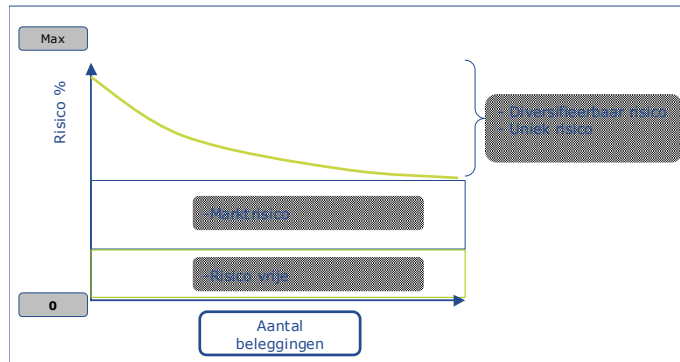 Max
Risico %
- Diversifieerbaar risico
- Uniek risico
-Marktrisico
-Risico vrije
0
Aantal
beleggingen